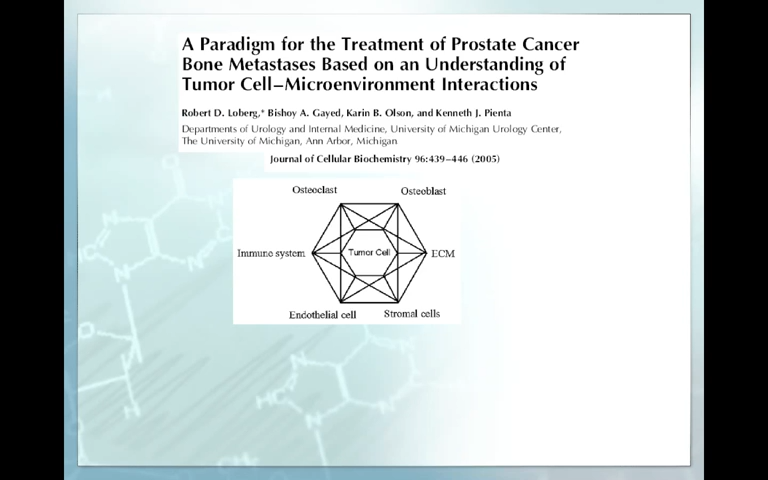 A Paradigm for the Treatment of Prostate Cancer
Bone Metastases Based on an Understanding of
Tumor Cell–Microenvironment Interactions
Robert D. Loberg,* Bishoy A. Gayed, Karin B. Olson, and Kenneth J. Pienta
Departments of Urology and Internal Medicine, University of Michigan Urology Center,
The University of Michigan, Ann Arbor, Michigan
Journal of Cellular Biochemistry 96:439–446 (2005)
Osteoclast Osteoblast
Immune system Tumor Cell ECM
Endothelial cell Stromal cells
O
N
N
N
O
H
H
N
HC
N
N
CH